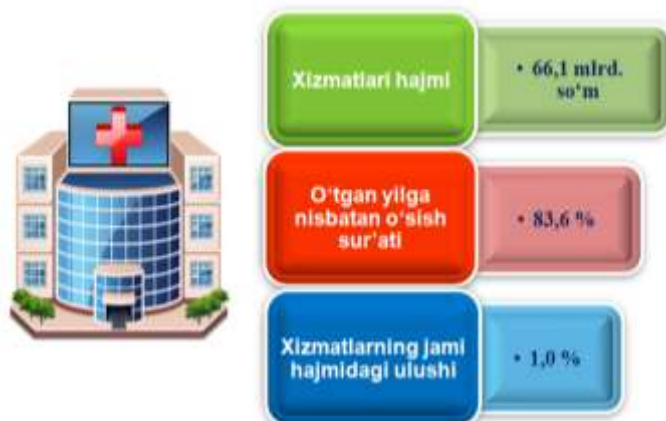 Xizmatlari hajmi
• 66,1 mlrd.
so‘m
O‘tgan yilga
nisbatan o‘sish
sur’ati
• 83,6 %
Xizmatlarning jami
hajmidagi ulushi
• 1,0 %